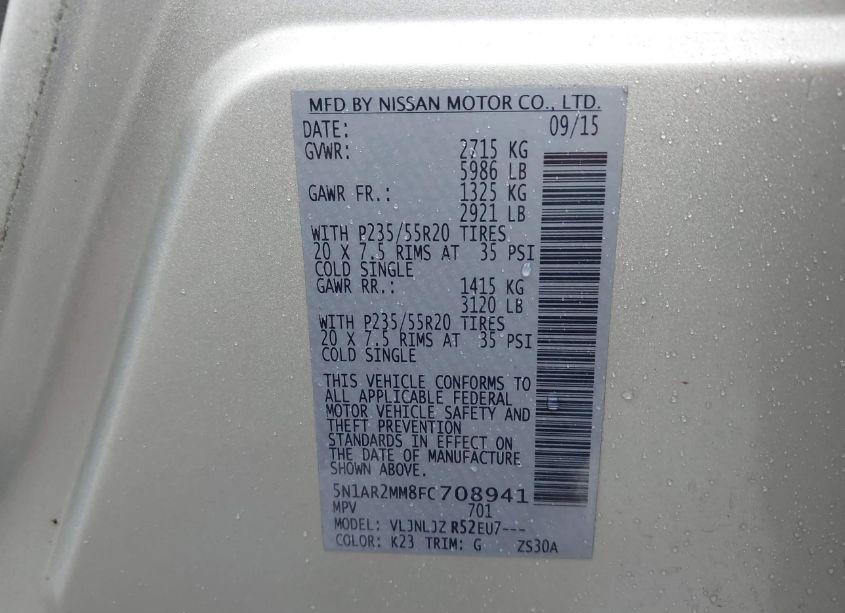 MFD BY NISSAN MOTOR CO., LTD.
DATE: 09/15
GVWR: 2715 KG
5986 LB
GAWR FR.: 1325 KG
2921 LB
WITH P235/55R20 TIRES
20 X 7.5 RIMS AT 35 PSI
COLD SINGLE
GAWR RR.: 1415 KG
3120 LB
WITH P235/55R20 TIRES
20 X 7.5 RIMS AT 35 PSI
COLD SINGLE
THIS VEHICLE CONFORMS TO
ALL APPLICABLE FEDERAL
MOTOR VEHICLE SAFETY AND
THEFT PREVENTION
STANDARDS IN EFFECT ON
THE DATE OF MANUFACTURE
SHOWN ABOVE.
5N1AR2MM8FC708941
MPV 701
MODEL: VLJNLJZ R52EU7---
COLOR: K23 TRIM: G ZS30A